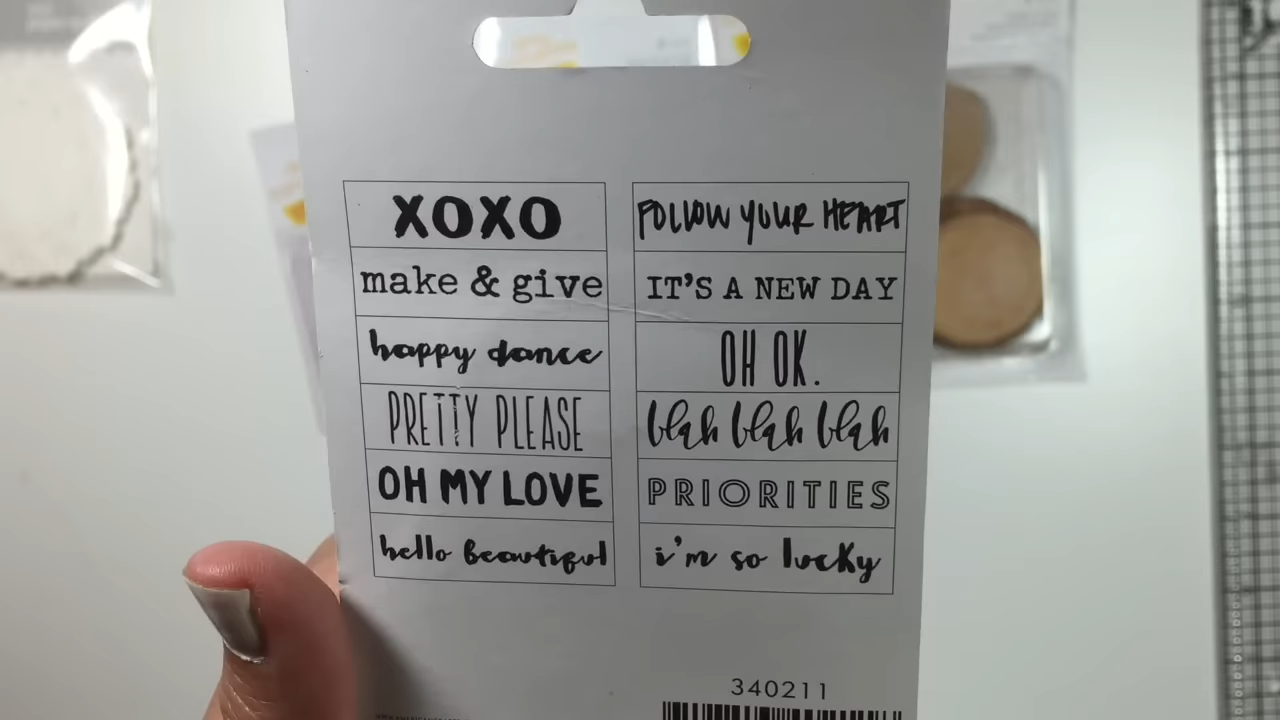 XOXO
make & give
happy dance
PRETTY PLEASE
OH MY LOVE
hello beautiful
FOLLOW YOUR HEART
IT'S A NEW DAY
OH OK.
blah blah blah
PRIORITIES
i'm so lucky
340211